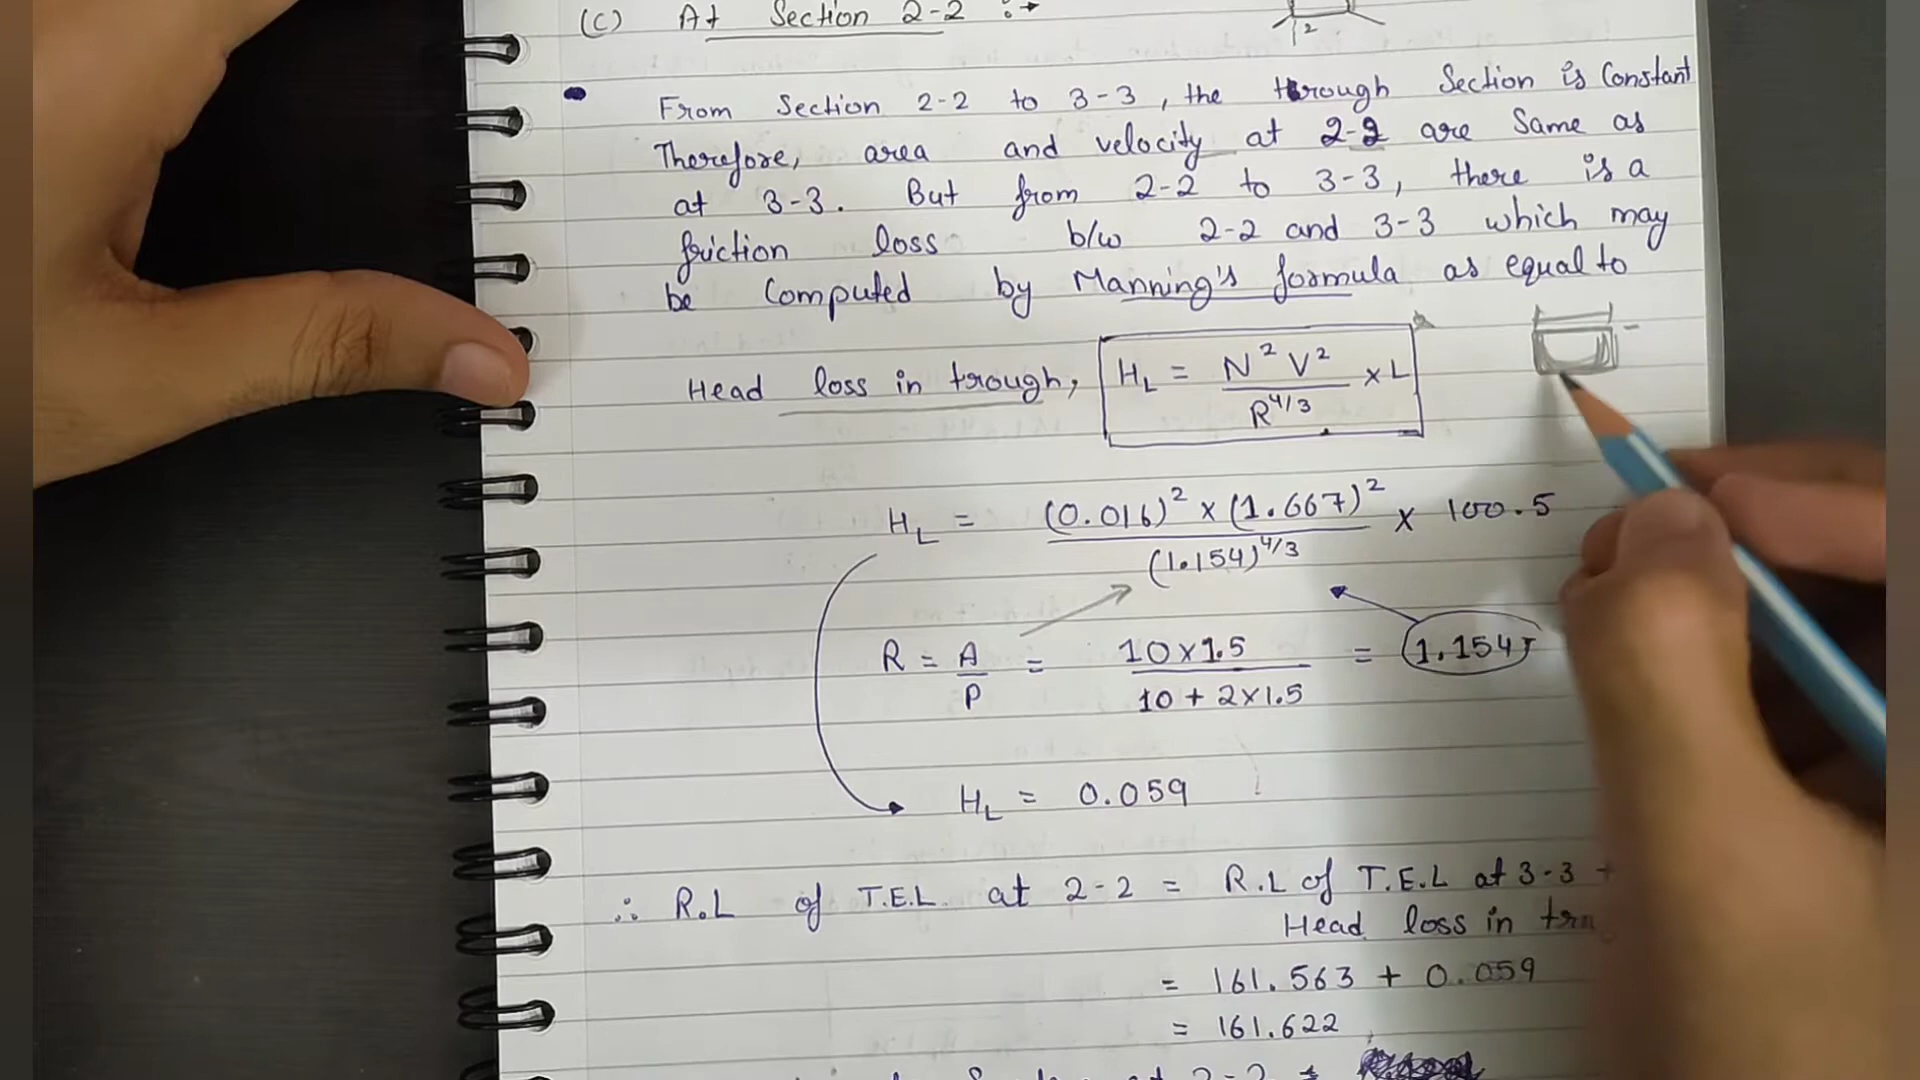 (C) At Section 2-2 :→
2
From Section 2-2 to 3-3, the through Section is Constant
Therefore, area and velocity at 2-2 are Same as
at 3-3. But from 2-2 to 3-3, there is a
friction loss b/w 2-2 and 3-3 which may
be Computed by Manning's formula as equal to
Head loss in trough, H_L = N² V² / R^4/3 × L
H_L = (0.016)² × (1.667)² / (1.154)^4/3 × 100.5
R = A / P = 10×1.5 / 10 + 2×1.5 = 1.154
H_L = 0.059
∴ R.L of T.E.L. at 2-2 = R.L of T.E.L at 3-3 +
Head loss in
= 161.563 + 0.059
= 161.622
at 2-2 =